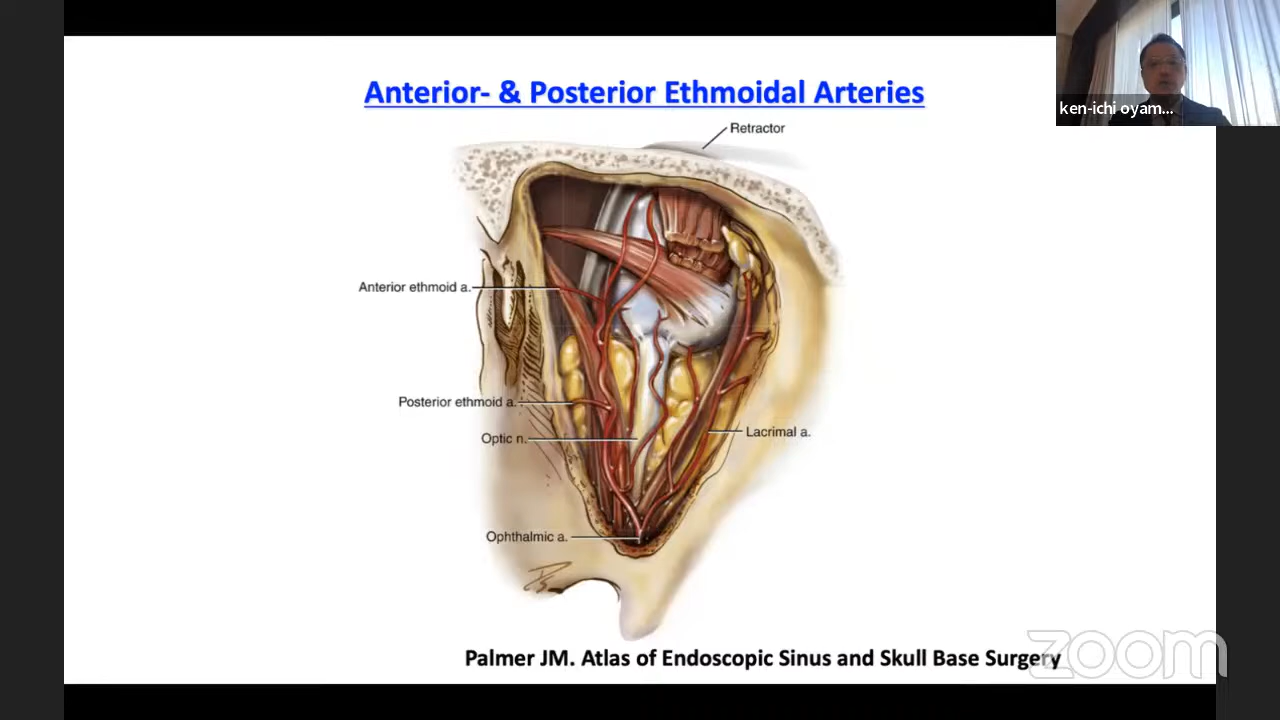 Anterior- & Posterior Ethmoidal Arteries
ken-ichi oyam...
Retractor
Anterior ethmoid a.
Posterior ethmoid a.
Optic n.
Lacrimal a.
Ophthalmic a.
Palmer JM. Atlas of Endoscopic Sinus and Skull Base Surgery
zoom